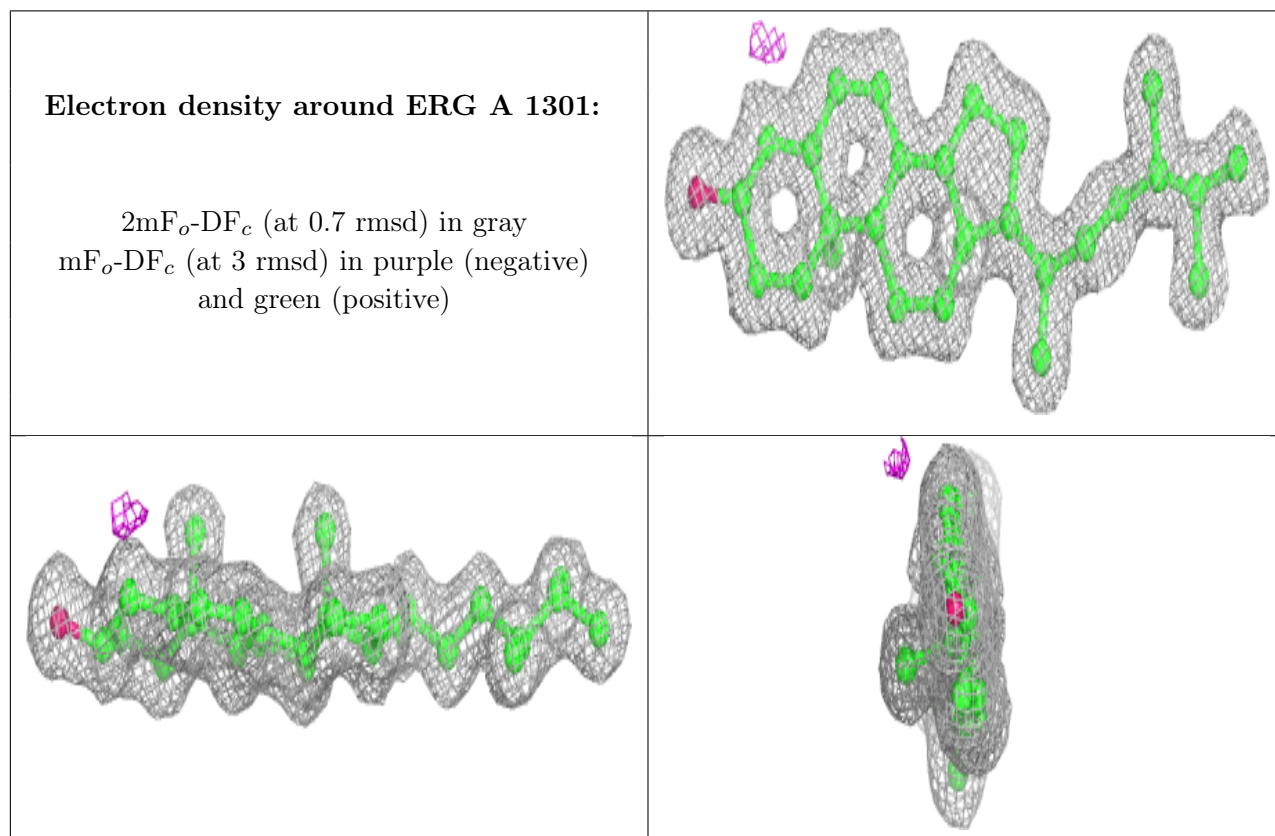 Electron density around ERG A 1301:
2mFo-DFc (at 0.7 rmsd) in gray
mFo-DFc (at 3 rmsd) in purple (negative)
and green (positive)